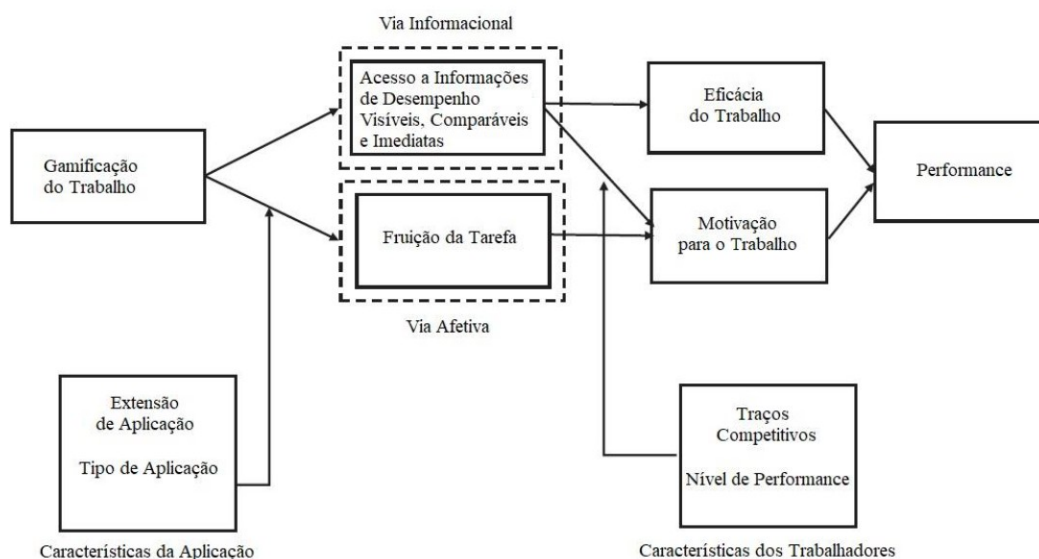 Via Informacional
Acesso a Informações
de Desempenho
Visíveis, Comparáveis
e Imediatas
Eficácia
do Trabalho
Gamificação
do Trabalho
Performance
Fruição da Tarefa
Motivação
para o Trabalho
Via Afetiva
Extensão
de Aplicação
Tipo de Aplicação
Características da Aplicação
Traços
Competitivos
Nível de Performance
Características dos Trabalhadores